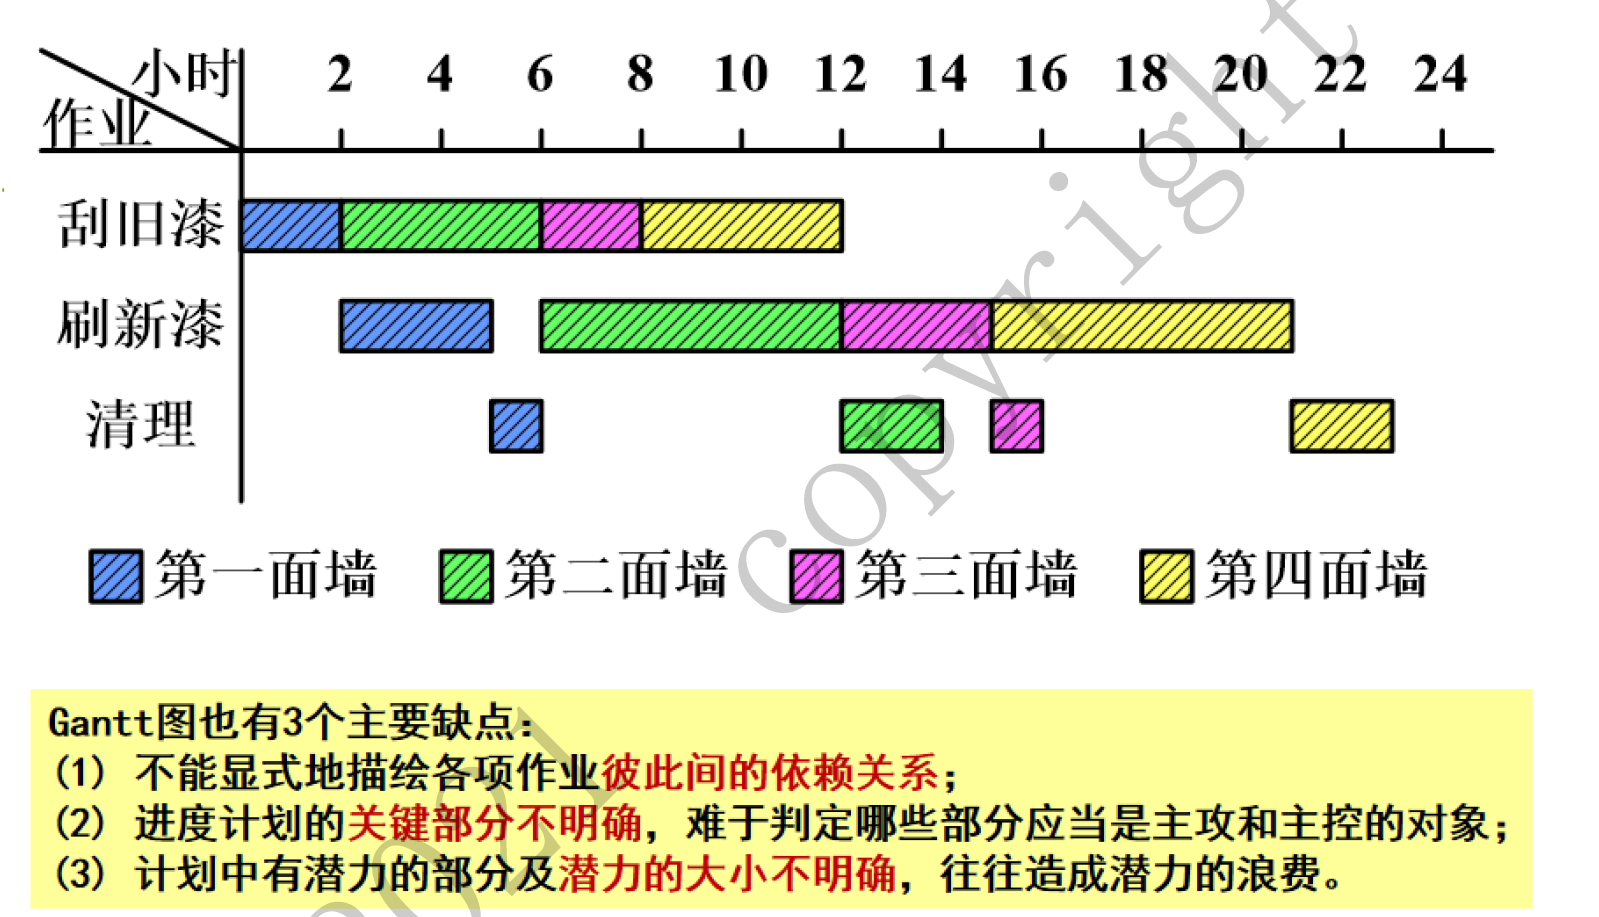 小时 2 4 6 8 10 12 14 16 18 20 22 24
作业
刮旧漆
刷新漆
清理
第一面墙 第二面墙 第三面墙 第四面墙
Gantt图也有3个主要缺点:
(1) 不能显式地描绘各项作业彼此间的依赖关系;
(2) 进度计划的关键部分不明确，难于判定哪些部分应当是主攻和主控的对象;
(3) 计划中有潜力的部分及潜力的大小不明确，往往造成潜力的浪费。
2021 copyright